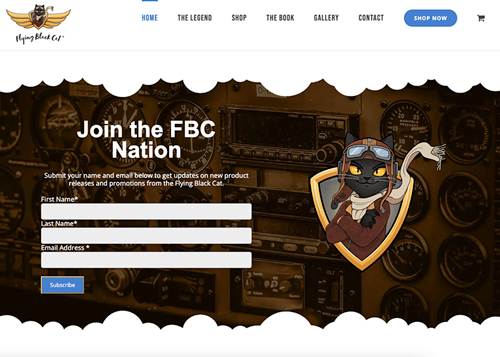 HOME THE LEGEND SHOP THE BOOK GALLERY CONTACT SHOP NOW
Flying Black Cat
Join the FBC
Nation
Submit your name and email below to get updates on new product
releases and promotions from the Flying Black Cat.
First Name*
Last Name*
Email Address *
Subscribe